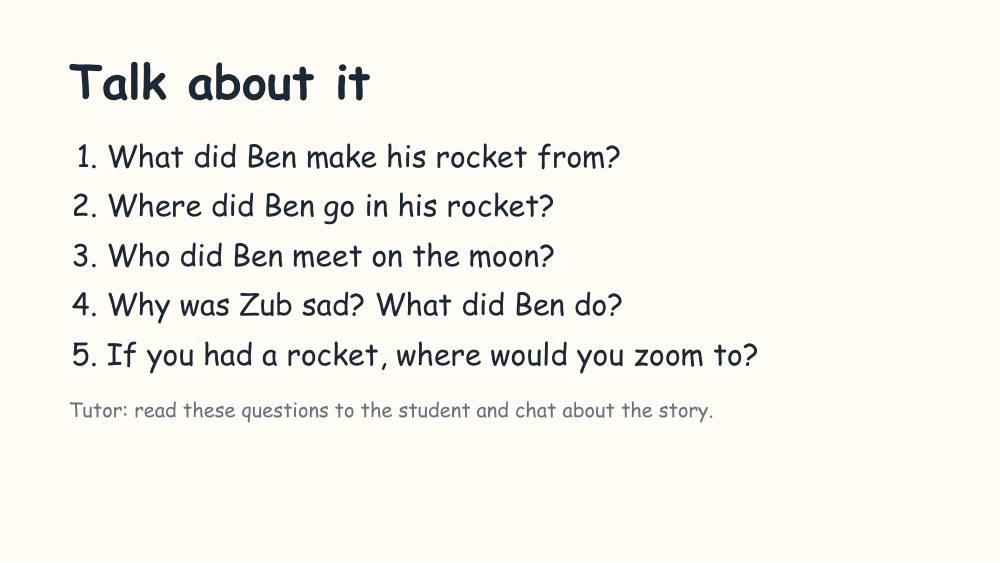 Talk about it
1. What did Ben make his rocket from?
2. Where did Ben go in his rocket?
3. Who did Ben meet on the moon?
4. Why was Zub sad? What did Ben do?
5. If you had a rocket, where would you zoom to?
Tutor: read these questions to the student and chat about the story.